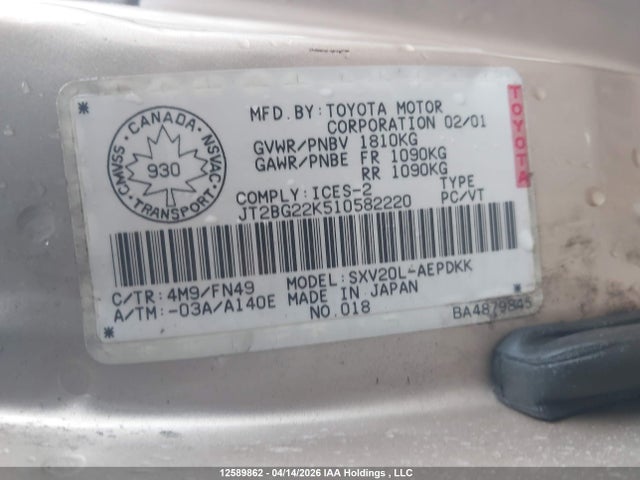 MFD.BY:TOYOTA MOTOR
CORPORATION 02/01
GVWR/PNBV 1810KG
GAWR/PNBE FR 1090KG
RR 1090KG
COMPLY:ICES-2 TYPE
JT2BG22K510582220 PC/VT
CANADA
CMVSS NSVAC
930
TRANSPORT
TOYOTA
C/TR:4M9/FN49 MODEL:SXV20L-AEPDKK
A/TM:-03A/A140E MADE IN JAPAN
NO.018
BA4879845
12589862 - 04/14/2026 IAA Holdings , LLC